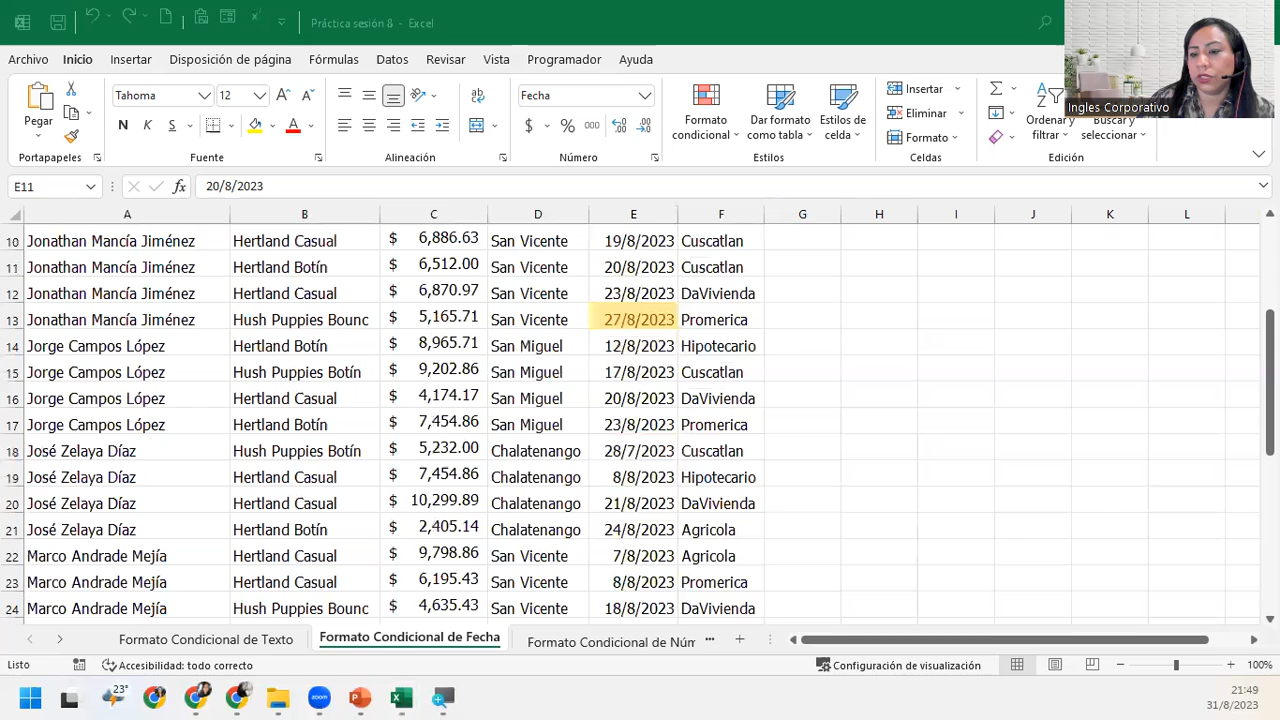 Práctica sesión 8 - Excel
Archivo Inicio Insertar Disposición de página Fórmulas Datos Revisar Vista Programador Ayuda
Ingles Corporativo
Pegar
Portapapeles
Tahoma 12
N K S A
Fuente
Alineación
Fecha
$ % 000
Número
Formato condicional
Dar formato como tabla
Estilos de celda
Estilos
Insertar
Eliminar
Formato
Celdas
Ordenar y filtrar
Buscar y seleccionar
Edición
E11 fx 20/8/2023
A B C D E F G H I J K L
10 Jonathan Mancía Jiménez Hertland Casual $ 6,886.63 San Vicente 19/8/2023 Cuscatlan
11 Jonathan Mancía Jiménez Hertland Botín $ 6,512.00 San Vicente 20/8/2023 Cuscatlan
12 Jonathan Mancía Jiménez Hertland Casual $ 6,870.97 San Vicente 23/8/2023 DaVivienda
13 Jonathan Mancía Jiménez Hush Puppies Bounc $ 5,165.71 San Vicente 27/8/2023 Promerica
14 Jorge Campos López Hertland Botín $ 8,965.71 San Miguel 12/8/2023 Hipotecario
15 Jorge Campos López Hush Puppies Botín $ 9,202.86 San Miguel 17/8/2023 Cuscatlan
16 Jorge Campos López Hertland Casual $ 4,174.17 San Miguel 20/8/2023 DaVivienda
17 Jorge Campos López Hertland Botín $ 7,454.86 San Miguel 23/8/2023 Promerica
18 José Zelaya Díaz Hush Puppies Botín $ 5,232.00 Chalatenango 28/7/2023 Cuscatlan
19 José Zelaya Díaz Hertland Casual $ 7,454.86 Chalatenango 8/8/2023 Hipotecario
20 José Zelaya Díaz Hertland Casual $ 10,299.89 Chalatenango 21/8/2023 DaVivienda
21 José Zelaya Díaz Hertland Botín $ 2,405.14 Chalatenango 24/8/2023 Agricola
22 Marco Andrade Mejía Hertland Casual $ 9,798.86 San Vicente 7/8/2023 Agricola
23 Marco Andrade Mejía Hertland Casual $ 6,195.43 San Vicente 8/8/2023 Promerica
24 Marco Andrade Mejía Hush Puppies Bounc $ 4,635.43 San Vicente 18/8/2023 DaVivienda
Formato Condicional de Texto Formato Condicional de Fecha Formato Condicional de Núm ...
Listo Accesibilidad: todo correcto Configuración de visualización 100%
23° zoom
21:49
31/8/2023